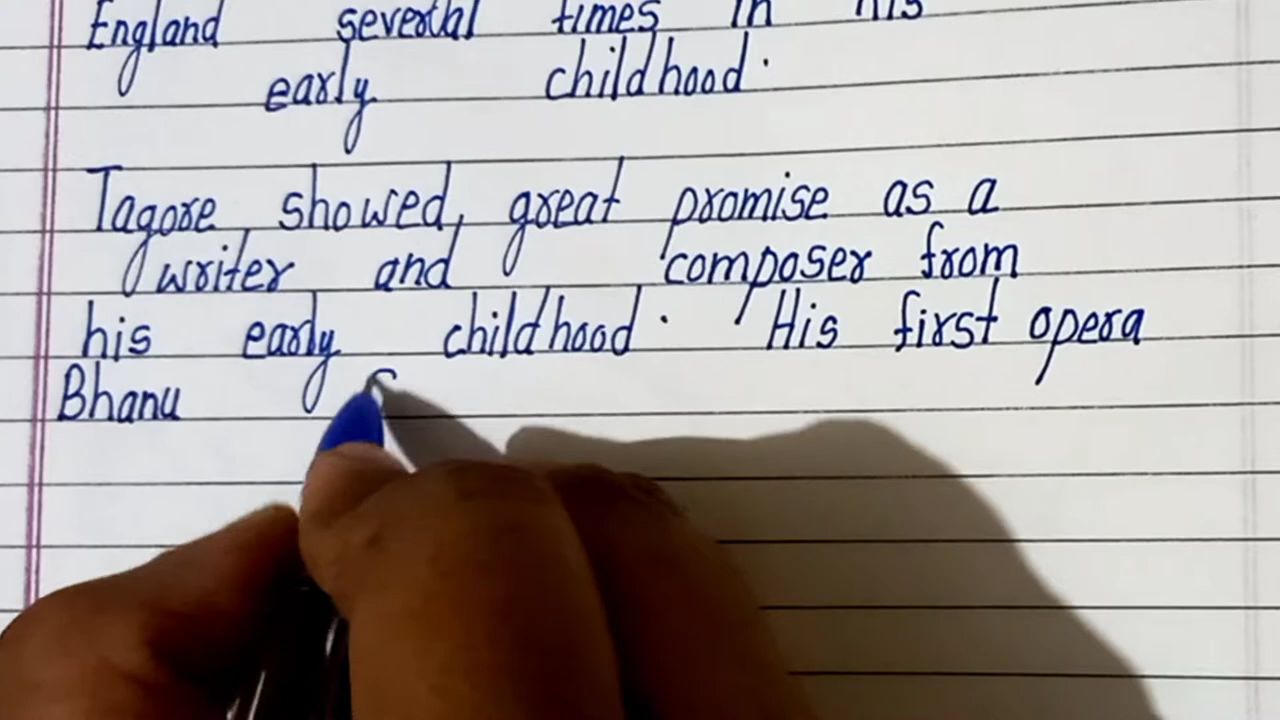 England several times in his
early childhood.
Tagore, showed, great promise as a
writer and composer from
his early childhood. His first opera
Bhanu